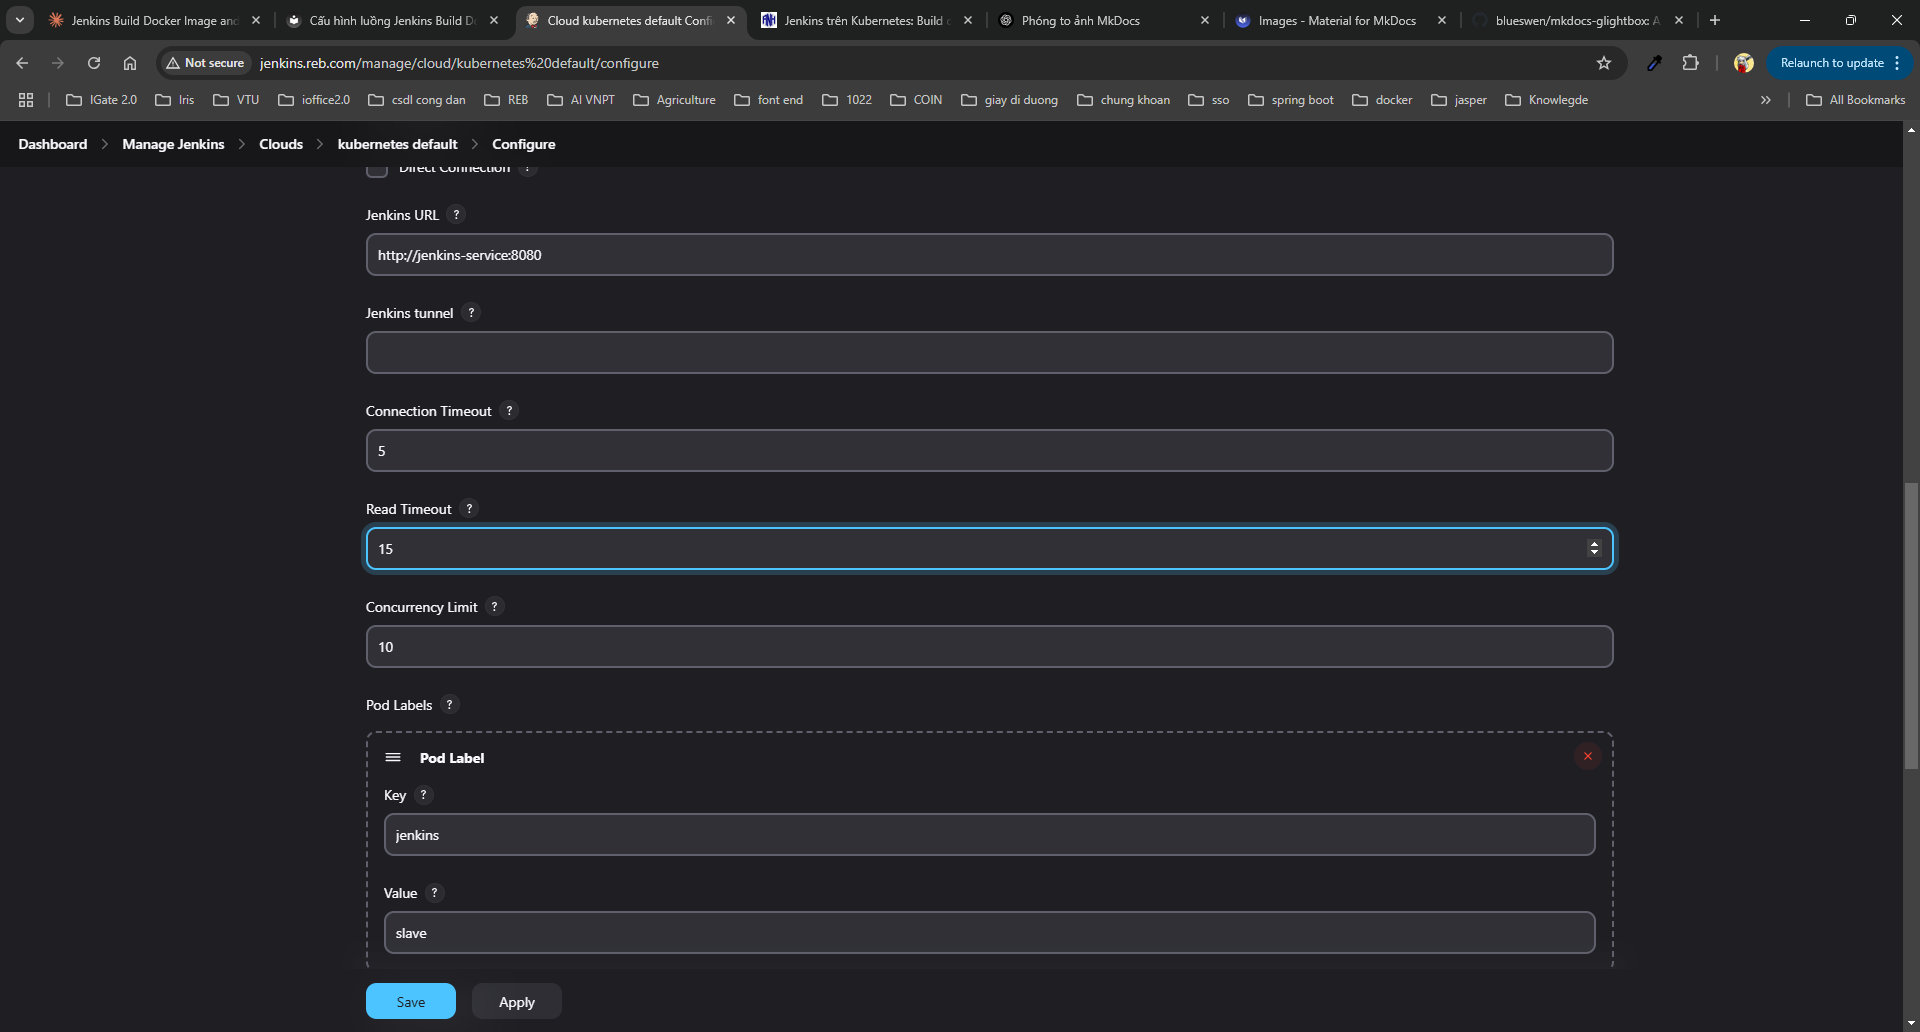 Jenkins Build Docker Image and
Cấu hình luồng Jenkins Build Do
Cloud kubernetes default Confi
Jenkins trên Kubernetes: Build
Phóng to ảnh MkDocs
Images - Material for MkDocs
blueswen/mkdocs-glightbox: A
Not secure
jenkins.reb.com/manage/cloud/kubernetes%20default/configure
Relaunch to update
IGate 2.0
Iris
VTU
ioffice2.0
csdl cong dan
REB
AI VNPT
Agriculture
font end
1022
COIN
giay di duong
chung khoan
sso
spring boot
docker
jasper
Knowlegde
All Bookmarks
Dashboard
Manage Jenkins
Clouds
kubernetes default
Configure
Direct Connection ?
Jenkins URL ?
http://jenkins-service:8080
Jenkins tunnel ?
Connection Timeout ?
5
Read Timeout ?
15
Concurrency Limit ?
10
Pod Labels ?
Pod Label
Key ?
jenkins
Value ?
slave
Save
Apply